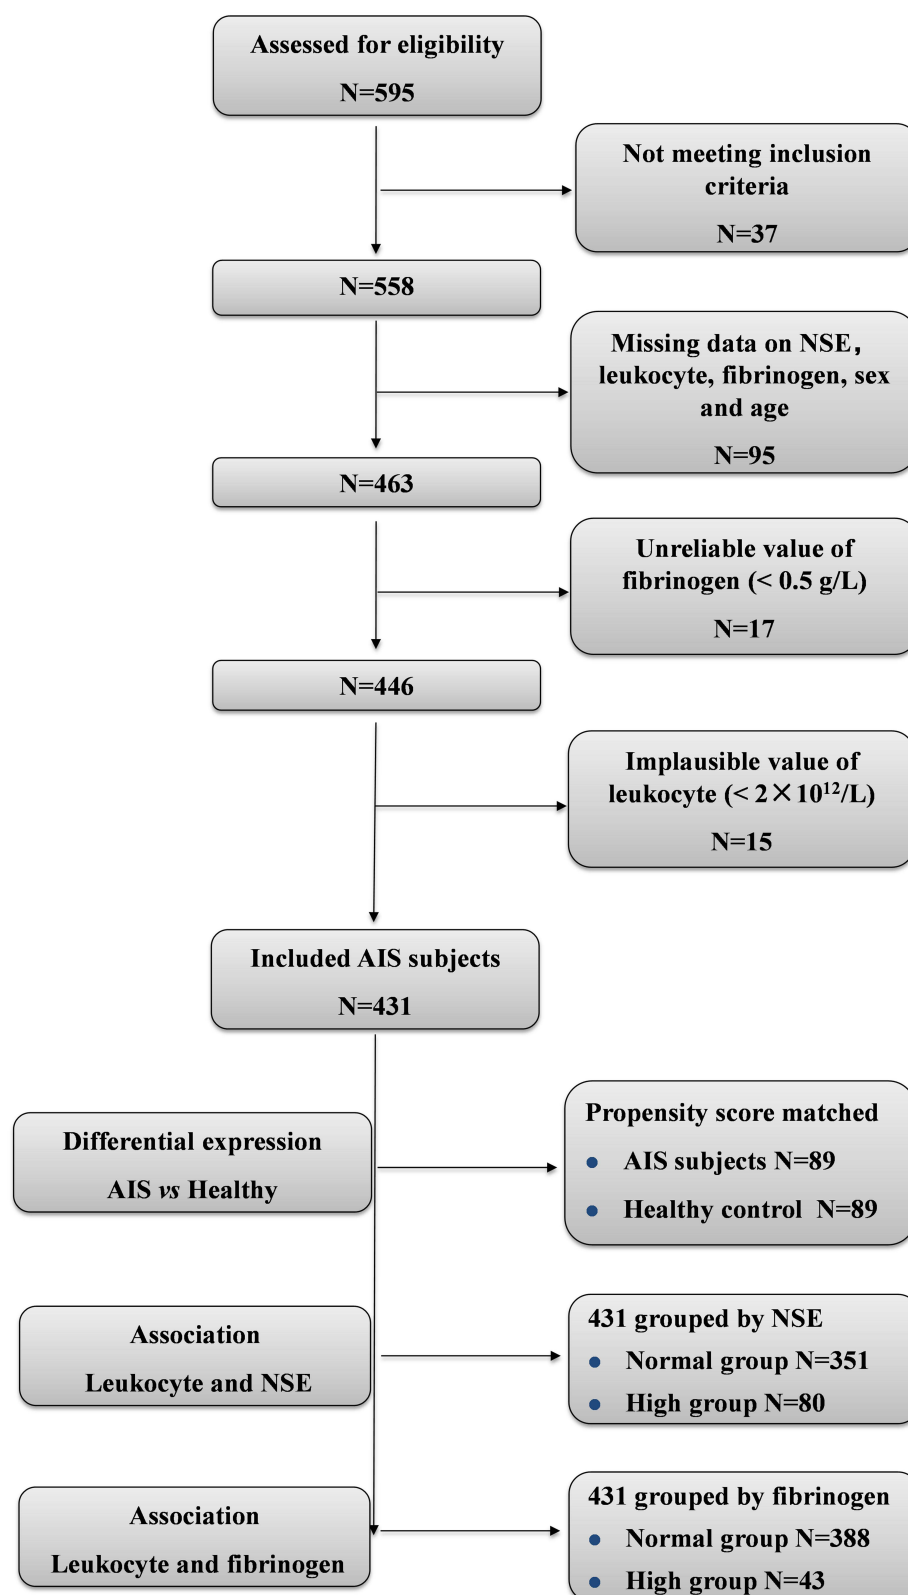 Assessed for eligibility
N=595
Not meeting inclusion
criteria
N=37
N=558
Missing data on NSE，
leukocyte, fibrinogen, sex
and age
N=95
N=463
Unreliable value of
fibrinogen (< 0.5 g/L)
N=17
N=446
Implausible value of
leukocyte (< 2×10¹²/L)
N=15
Included AIS subjects
N=431
Differential expression
AIS vs Healthy
Propensity score matched
● AIS subjects N=89
● Healthy control N=89
Association
Leukocyte and NSE
431 grouped by NSE
● Normal group N=351
● High group N=80
Association
Leukocyte and fibrinogen
431 grouped by fibrinogen
● Normal group N=388
● High group N=43